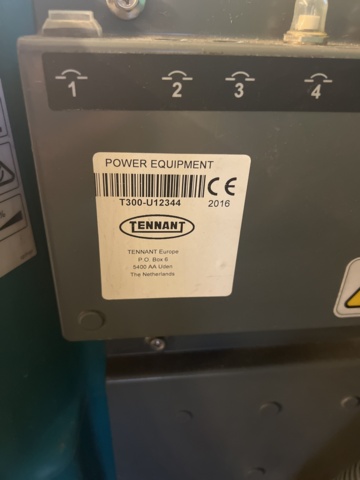 1 2 3 4
POWER EQUIPMENT
CE
T300-U12344 2016
TENNANT
TENNANT Europe
P.O. Box 6
5400 AA Uden
The Netherlands